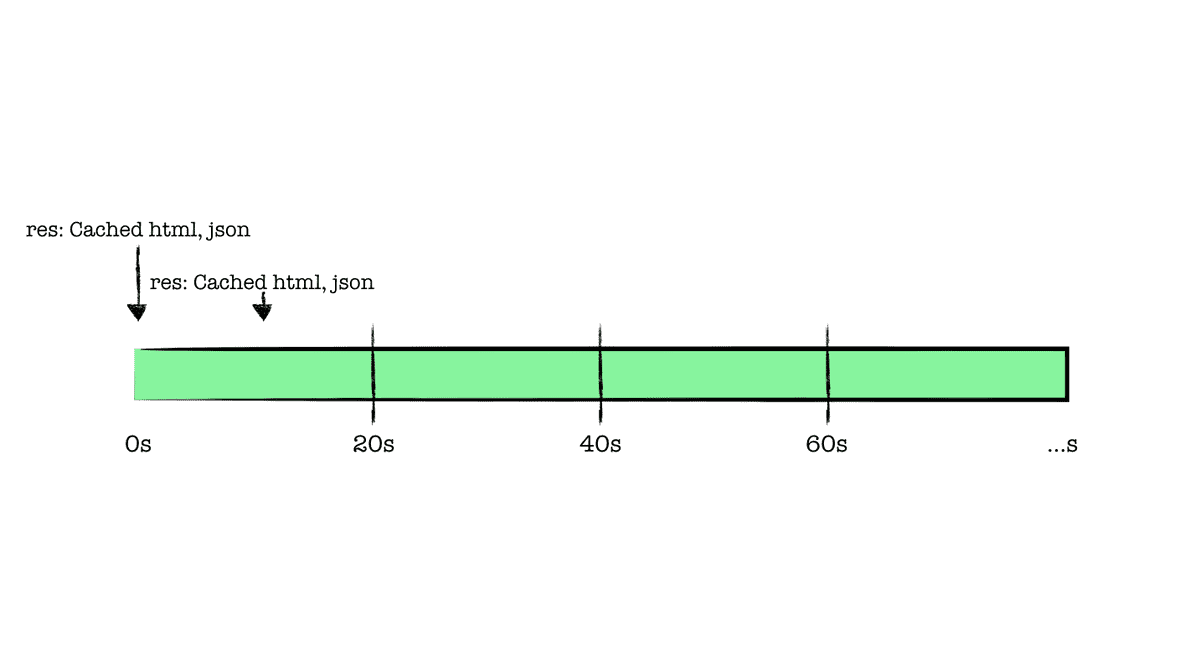 res: Cached html, json
res: Cached html, json
0s
20s
40s
60s
...s